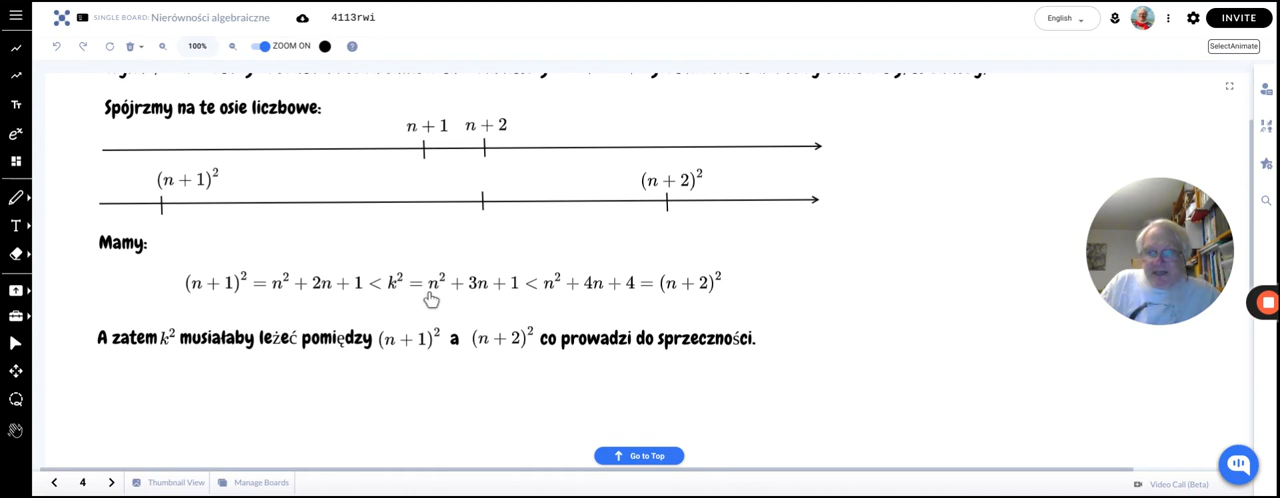 SINGLE BOARD: Nierówności algebraiczne
4113rwi
English
INVITE
100%
ZOOM ON
SelectAnimate
Spójrzmy na te osie liczbowe:
n + 1 n + 2
(n + 1)² (n + 2)²
Mamy:
(n + 1)² = n² + 2n + 1 < k² = n² + 3n + 1 < n² + 4n + 4 = (n + 2)²
A zatem k² musiałaby leżeć pomiędzy (n + 1)² a (n + 2)² co prowadzi do sprzeczności.
Go to Top
4
Thumbnail View
Manage Boards
Video Call (Beta)